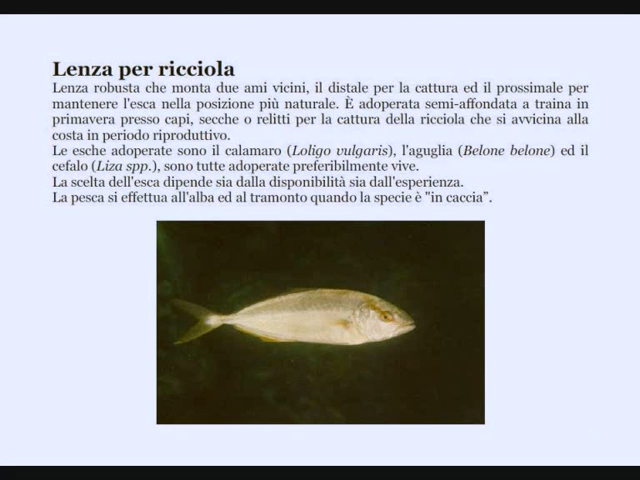 Lenza per ricciola
Lenza robusta che monta due ami vicini, il distale per la cattura ed il prossimale per
mantenere l'esca nella posizione più naturale. È adoperata semi-affondata a traina in
primavera presso capi, secche o relitti per la cattura della ricciola che si avvicina alla
costa in periodo riproduttivo.
Le esche adoperate sono il calamaro (Loligo vulgaris), l'aguglia (Belone belone) ed il
cefalo (Liza spp.), sono tutte adoperate preferibilmente vive.
La scelta dell'esca dipende sia dalla disponibilità sia dall'esperienza.
La pesca si effettua all'alba ed al tramonto quando la specie è "in caccia".